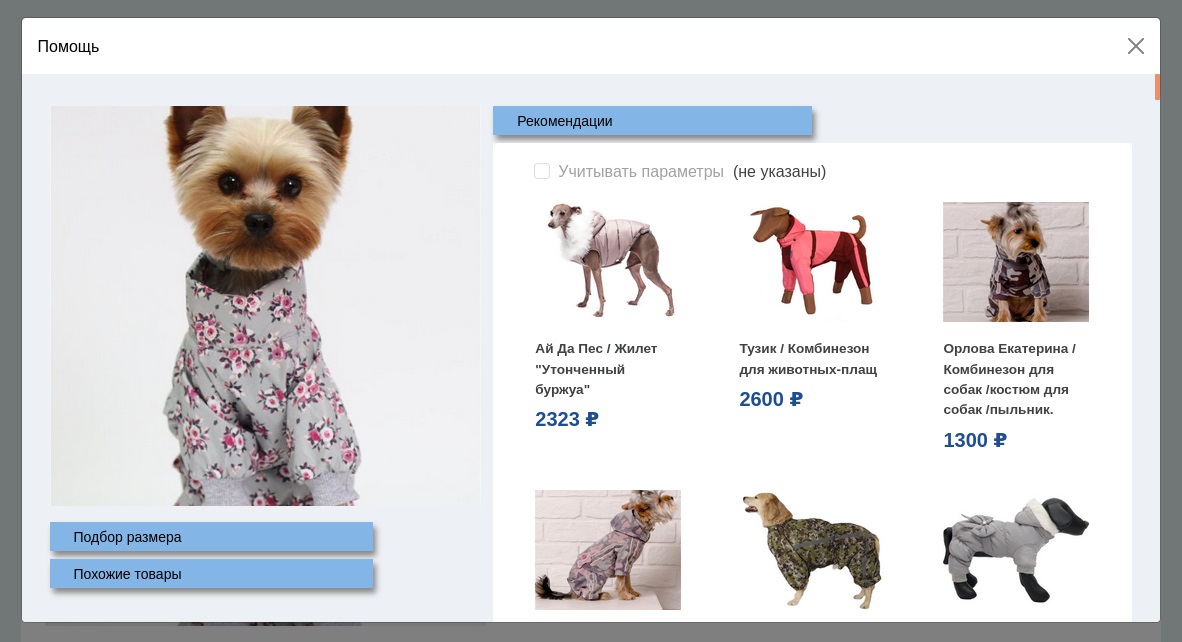 Помощь
Рекомендации
Учитывать параметры (не указаны)
Ай Да Пес / Жилет
"Утонченный
буржуа"
2323 ₽
Тузик / Комбинезон
для животных-плащ
2600 ₽
Орлова Екатерина /
Комбинезон для
собак /костюм для
собак /пыльник.
1300 ₽
Подбор размера
Похожие товары